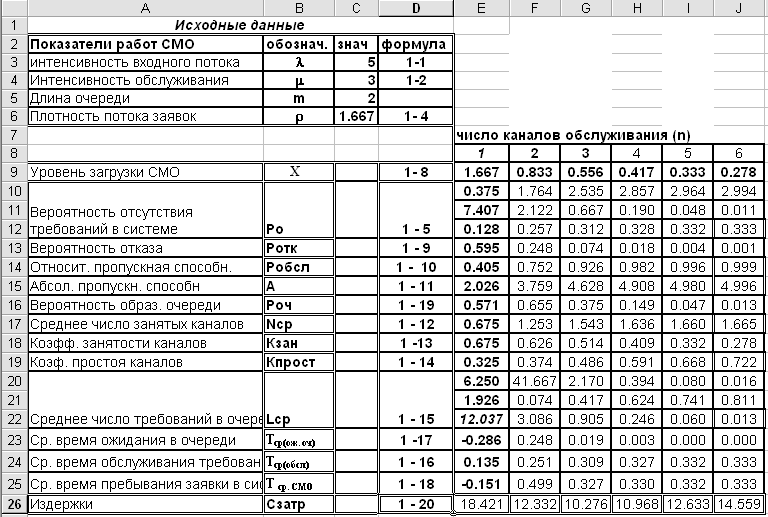 A B C D E F G H I J
1 Исходные данные
2 Показатели работ СМО обознач. знач формула
3 интенсивность входного потока λ 5 1-1
4 Интенсивность обслуживания μ 3 1-2
5 Длина очереди m 2
6 Плотность потока заявок ρ 1.667 1- 4
7 число каналов обслуживания (n)
8 1 2 3 4 5 6
9 Уровень загрузки СМО X 1- 8 1.667 0.833 0.556 0.417 0.333 0.278
10 0.375 1.764 2.535 2.857 2.964 2.994
11 Вероятность отсутствия 7.407 2.122 0.667 0.190 0.048 0.011
12 требований в системе Ро 1 - 5 0.128 0.257 0.312 0.328 0.332 0.333
13 Вероятность отказа Ротк 1 - 9 0.595 0.248 0.074 0.018 0.004 0.001
14 Относит. пропускная способн. Робсл 1 - 10 0.405 0.752 0.926 0.982 0.996 0.999
15 Абсол. пропускн. способн А 1 - 11 2.026 3.759 4.628 4.908 4.980 4.996
16 Вероятность образ. очереди Роч 1 - 19 0.571 0.655 0.375 0.149 0.047 0.013
17 Среднее число занятых каналов Nср 1 - 12 0.675 1.253 1.543 1.636 1.660 1.665
18 Коэфф. занятости каналов Кзан 1 -13 0.675 0.626 0.514 0.409 0.332 0.278
19 Коэф. простоя каналов Кпрост 1 - 14 0.325 0.374 0.486 0.591 0.668 0.722
20 6.250 41.667 2.170 0.394 0.080 0.016
21 1.926 0.074 0.417 0.624 0.741 0.811
22 Среднее число требований в очере Lср 1 - 15 12.037 3.086 0.905 0.246 0.060 0.013
23 Ср. время ожидания в очереди Тср(ож.оч) 1 -17 -0.286 0.248 0.019 0.003 0.000 0.000
24 Ср. время обслуживания требован Тср(обсл) 1 - 16 0.135 0.251 0.309 0.327 0.332 0.333
25 Ср. время пребывания заявки в сис Т ср. СМО 1 - 18 -0.151 0.499 0.327 0.330 0.332 0.333
26 Издержки Сзатр 1 - 20 18.421 12.332 10.276 10.968 12.633 14.559